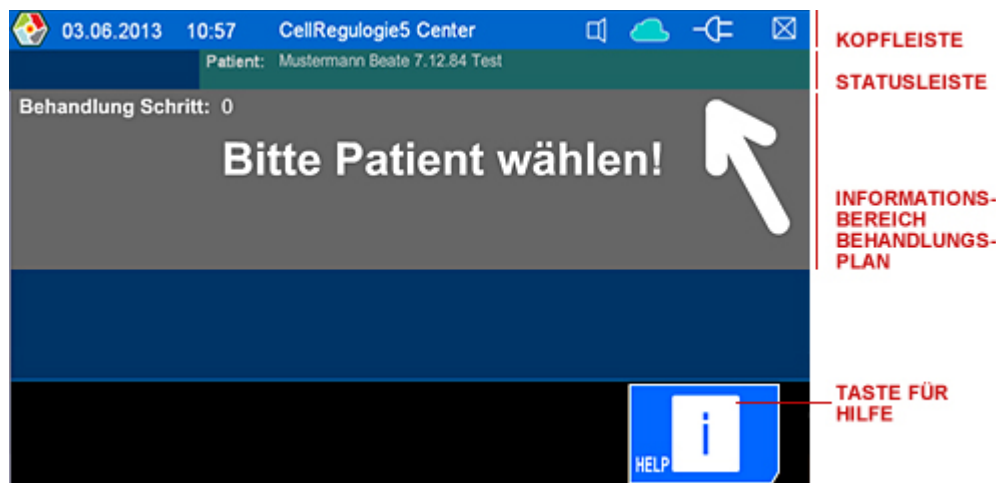 03.06.2013 10:57 CellRegulogie5 Center
KOPFLEISTE
Patient: Mustermann Beate 7.12.84 Test
STATUSLEISTE
Behandlung Schritt: 0
Bitte Patient wählen!
INFORMATIONS-
BEREICH
BEHANDLUNGS-
PLAN
TASTE FÜR
HILFE
i
HELP